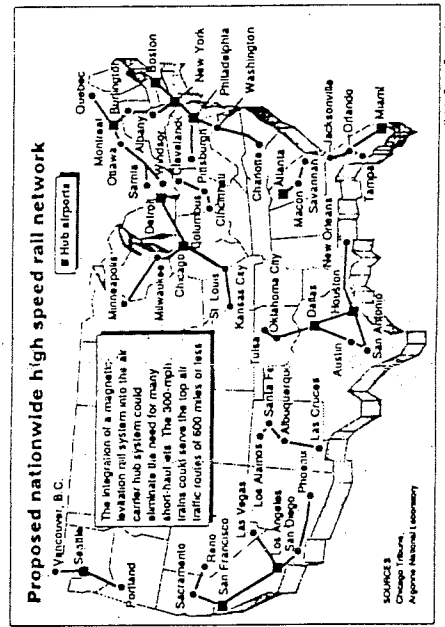 Proposed nationwide high speed rail network
Hub airports
The integration of a magnetic-
levitation rail system into the air
carrier hub system could
eliminate the need for many
short-haul jets. The 300-mph
trains could serve the top air
traffic routes of 600 miles or less
Vancouver, B.C.
Seattle
Portland
Sacramento
Reno
San Francisco
Las Vegas
Los Angeles
San Diego
Phoenix
Los Alamos
Santa Fe
Albuquerque
Las Cruces
Tulsa
Oklahoma City
Dallas
Austin
Houston
San Antonio
New Orleans
Minneapolis
Milwaukee
Chicago
St Louis
Kansas City
Detroit
Windsor
Sarnia
Cleveland
Columbus
Pittsburgh
Cincinnati
Quebec
Montreal
Ottawa
Burlington
Albany
Boston
New York
Philadelphia
Washington
Charlotte
Atlanta
Macon
Savannah
Jacksonville
Orlando
Tampa
Miami
SOURCES
Chicago Tribune,
Argonne National Laboratory